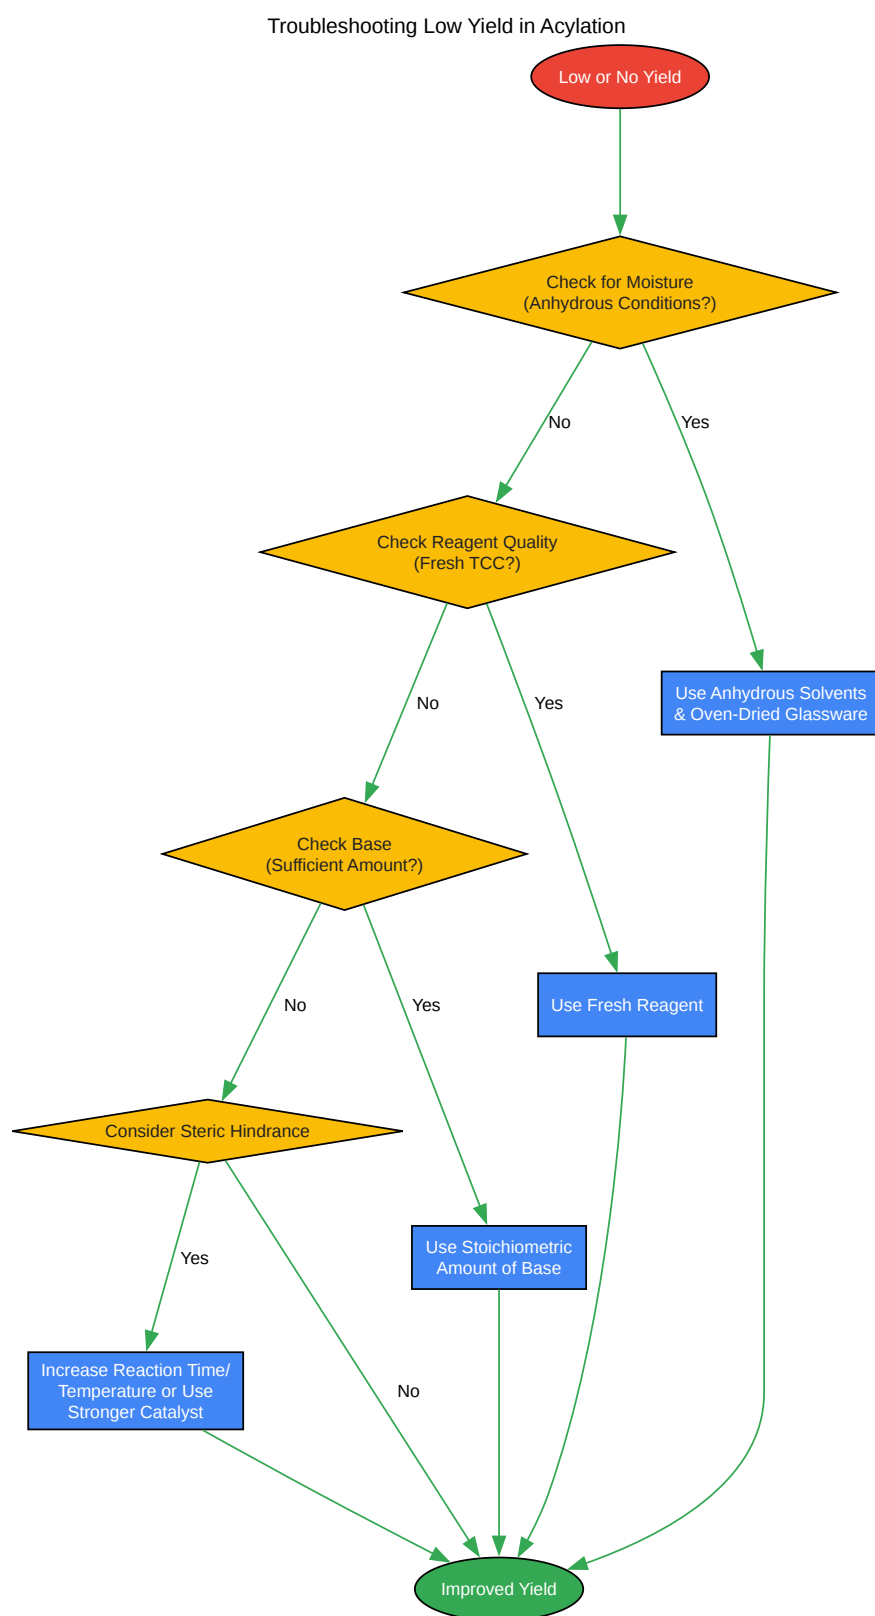 Troubleshooting Low Yield in Acylation
Low or No Yield
Check for Moisture
(Anhydrous Conditions?)
No
Yes
Check Reagent Quality
(Fresh TCC?)
Use Anhydrous Solvents
& Oven-Dried Glassware
No
Yes
Check Base
(Sufficient Amount?)
Use Fresh Reagent
No
Yes
Consider Steric Hindrance
Use Stoichiometric
Amount of Base
Yes
Increase Reaction Time/
Temperature or Use
Stronger Catalyst
No
Improved Yield